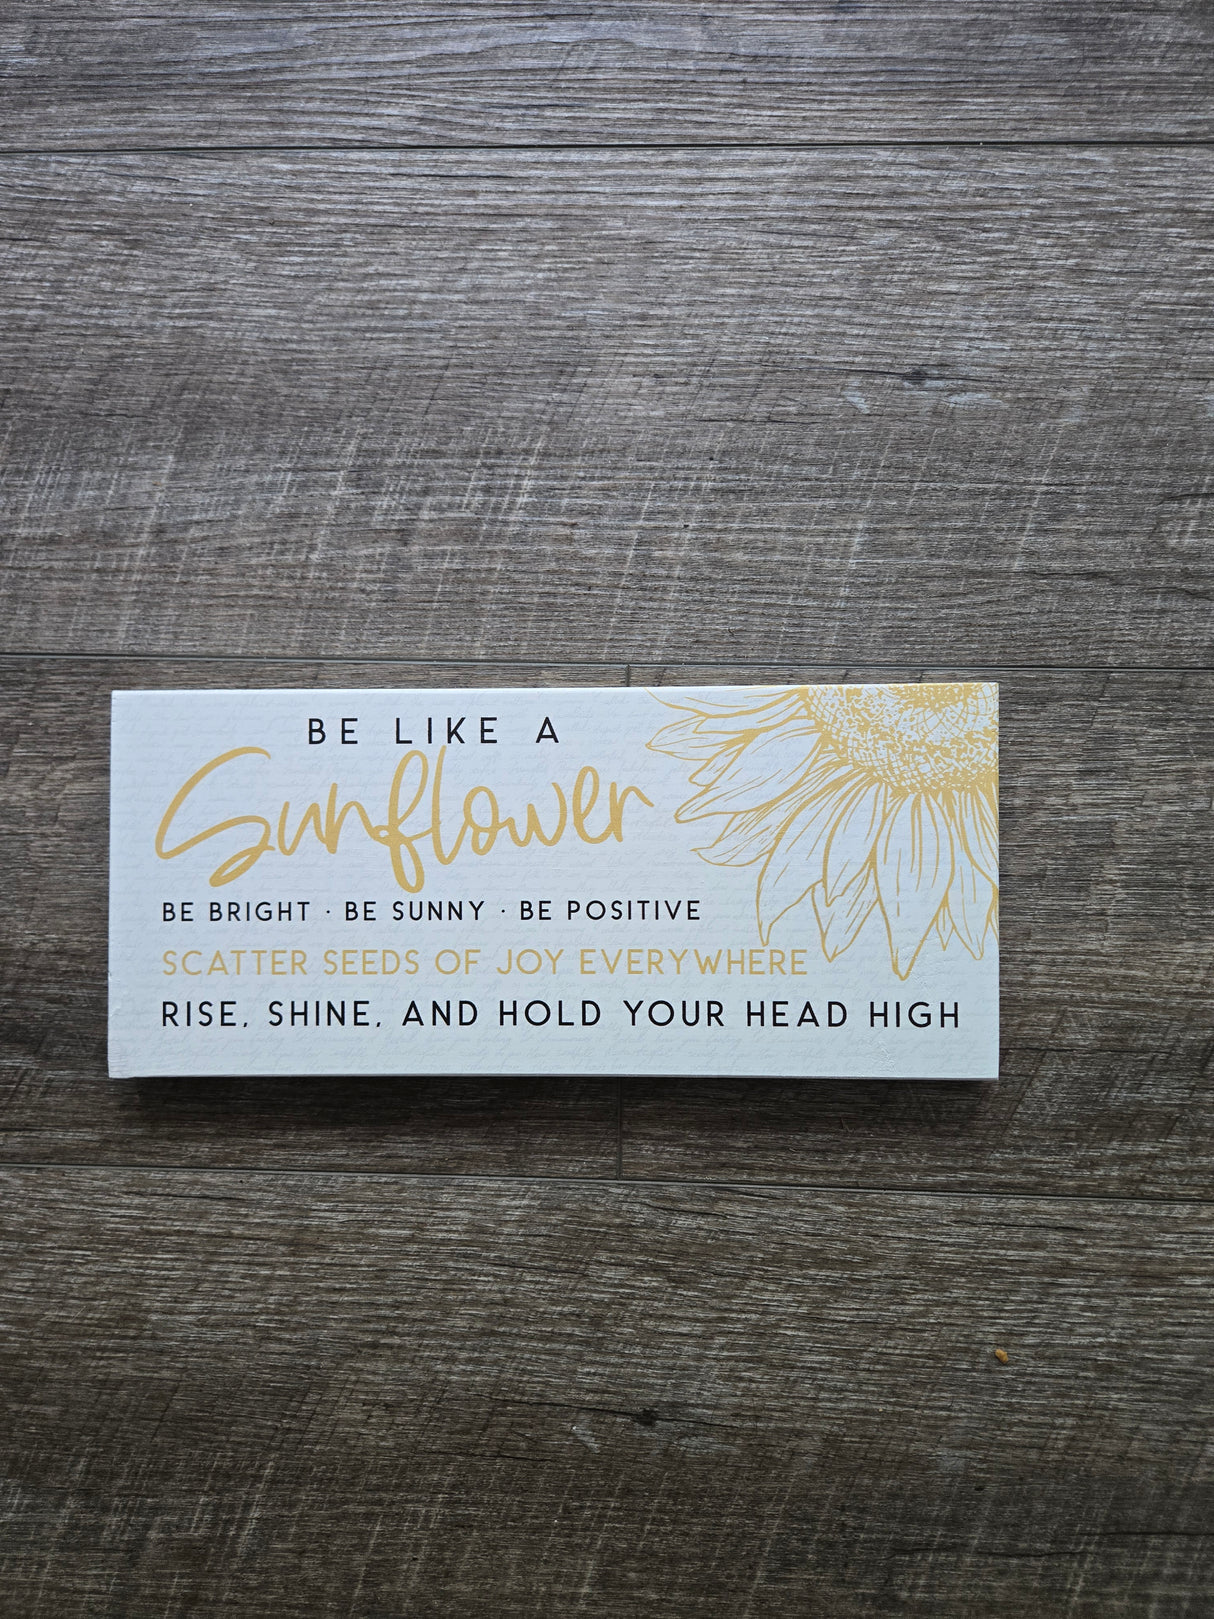 BE LIKE A
Sunflower
BE BRIGHT · BE SUNNY · BE POSITIVE
SCATTER SEEDS OF JOY EVERYWHERE
RISE, SHINE, AND HOLD YOUR HEAD HIGH